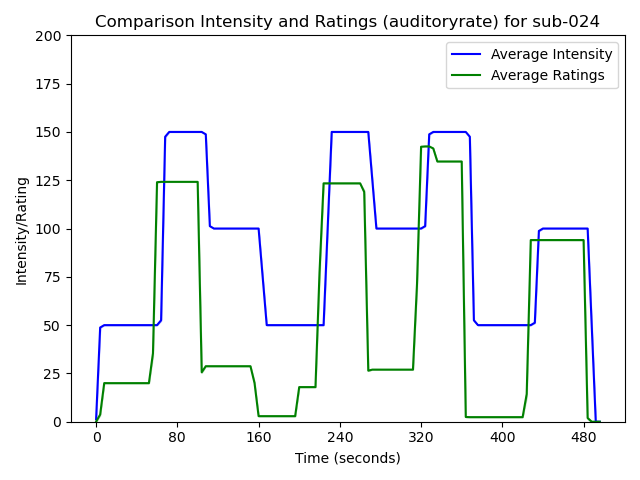 Comparison Intensity and Ratings (auditoryrate) for sub-024
200
175
150
125
100
75
50
25
0
Intensity/Rating
Average Intensity
Average Ratings
0 80 160 240 320 400 480
Time (seconds)